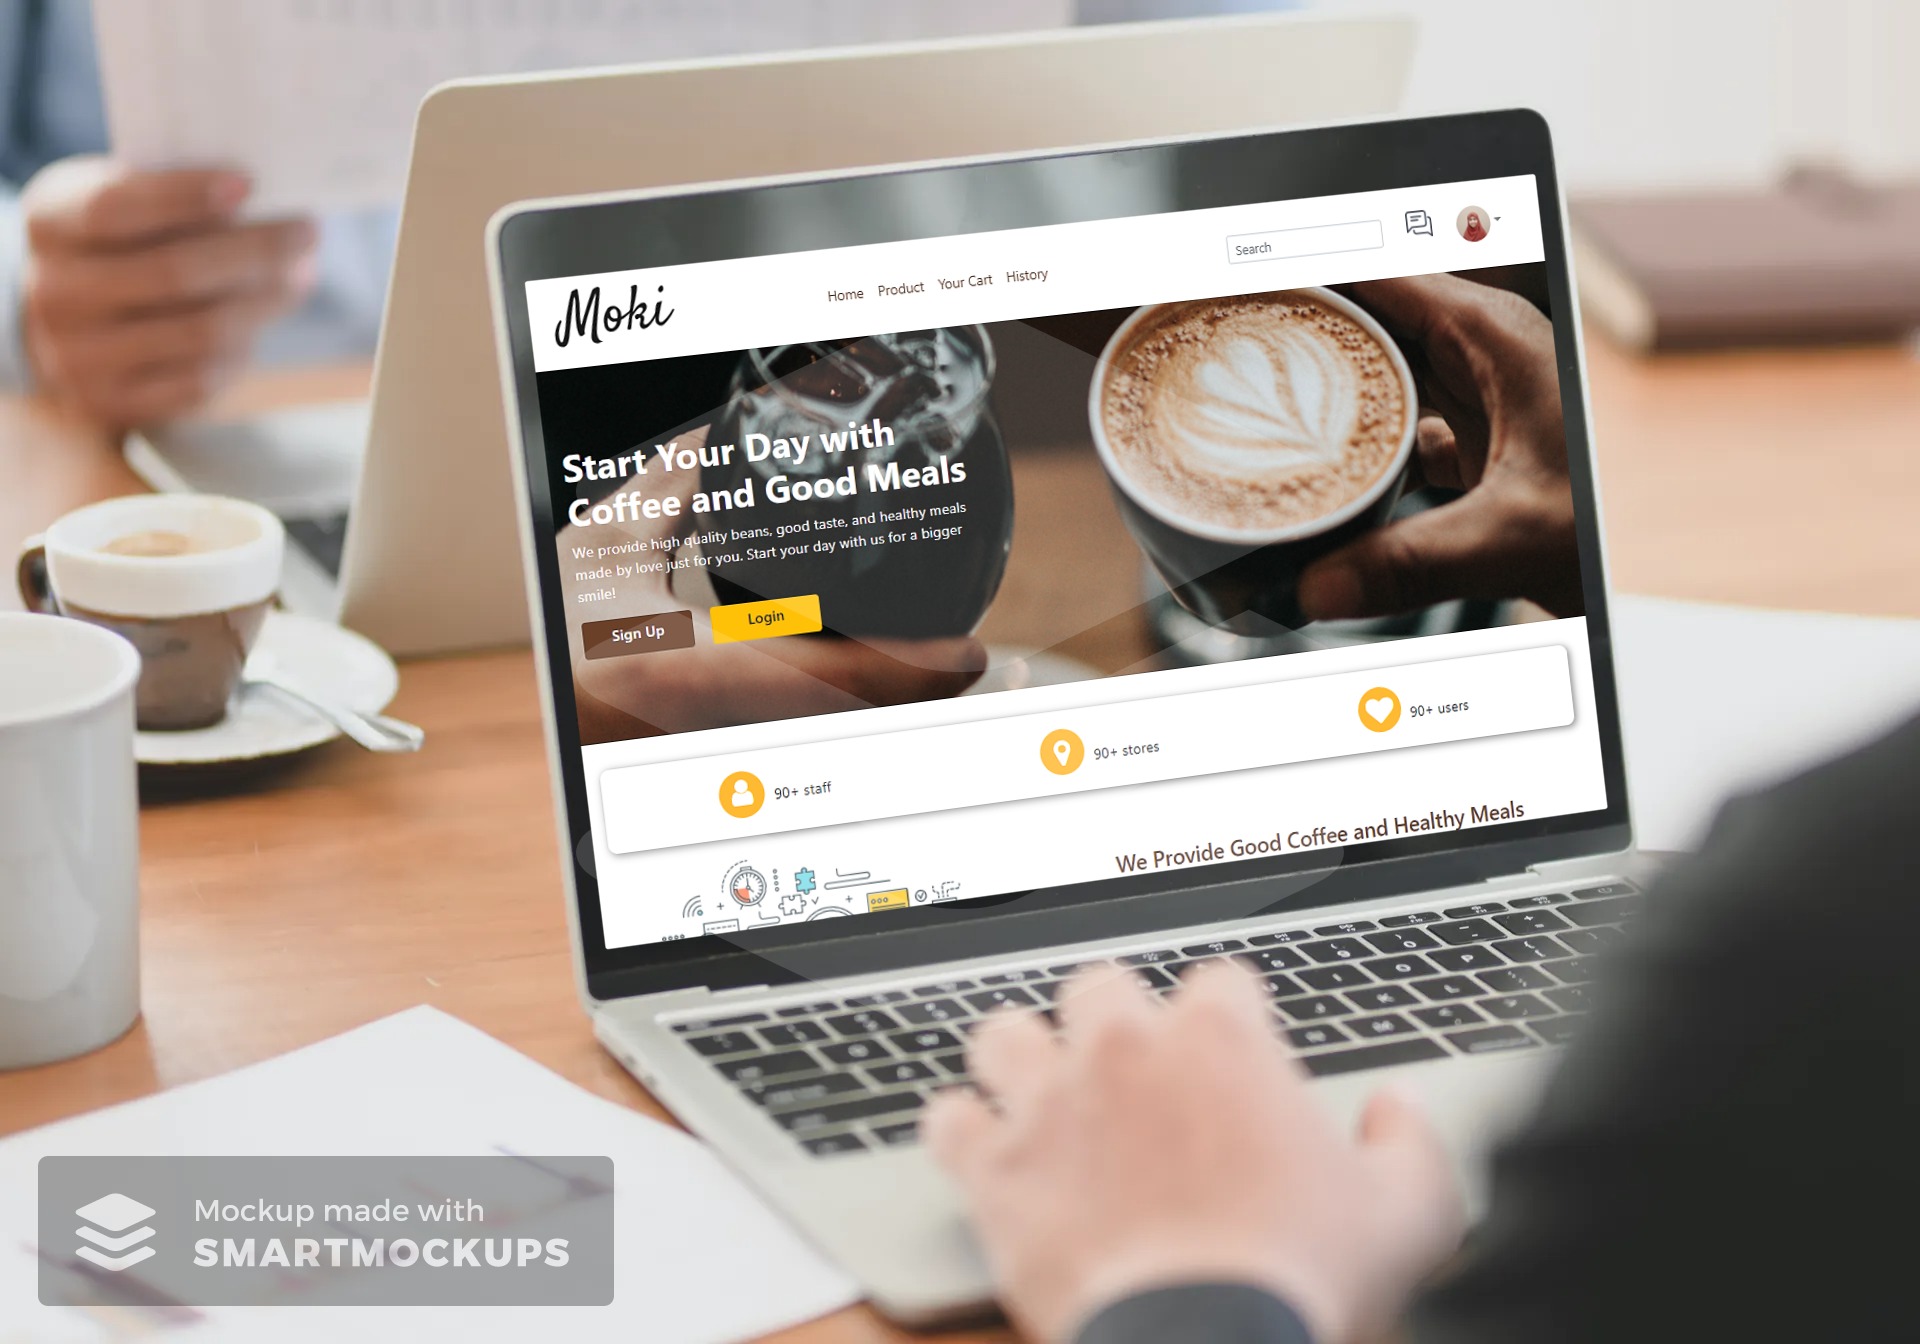 Moki
Home Product Your Cart History
Search
Start Your Day with
Coffee and Good Meals
We provide high quality beans, good taste, and healthy meals
made by love just for you. Start your day with us for a bigger
smile!
Sign Up
Login
90+ staff
90+ stores
90+ users
We Provide Good Coffee and Healthy Meals
Mockup made with
SMARTMOCKUPS